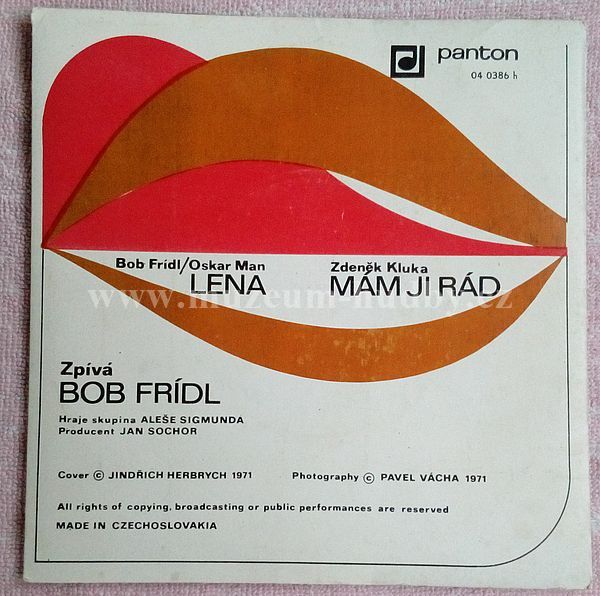 panton
04 0386 h
Bob Frídl/Oskar Man
LENA
Zdeněk Kluka
MÁM JI RÁD
www.muzeum-hudby.cz
Zpívá
BOB FRÍDL
Hraje skupina ALEŠE SIGMUNDA
Producent JAN SOCHOR
Cover © JINDŘICH HERBRYCH 1971
Photography © PAVEL VÁCHA 1971
All rights of copying, broadcasting or public performances are reserved
MADE IN CZECHOSLOVAKIA